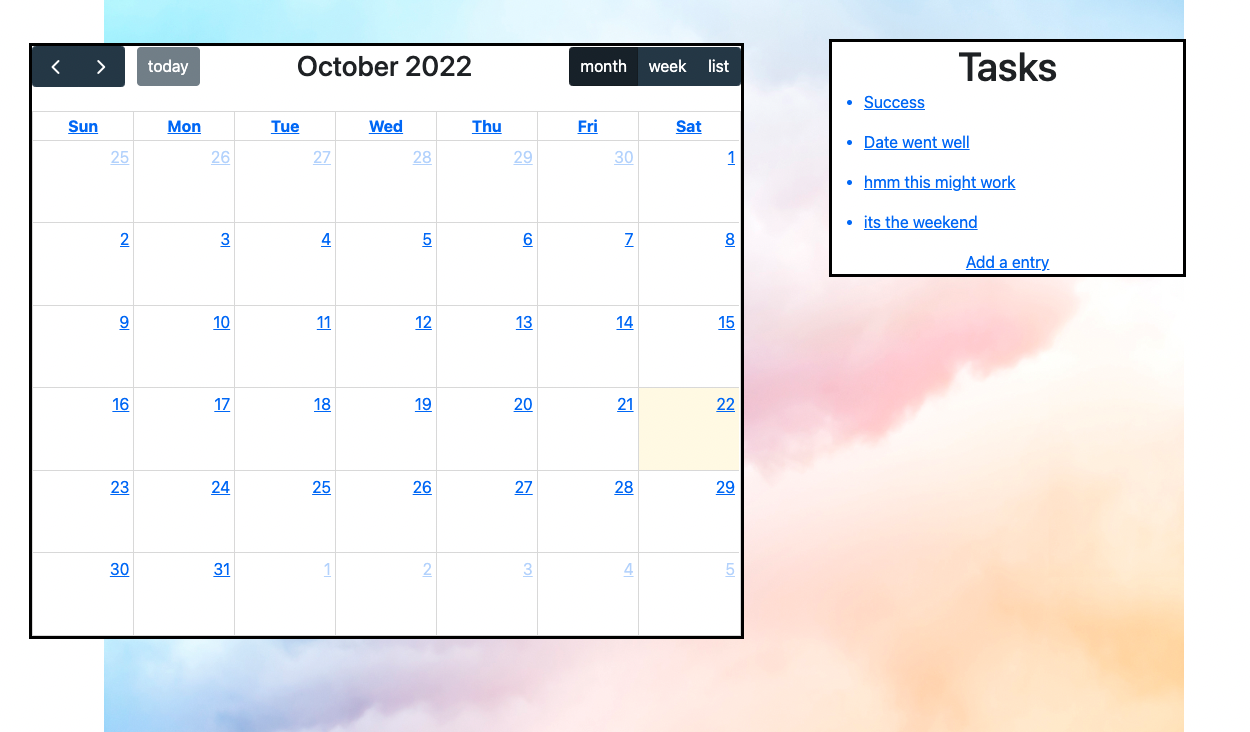 today October 2022 month week list
Sun Mon Tue Wed Thu Fri Sat
25 26 27 28 29 30 1
2 3 4 5 6 7 8
9 10 11 12 13 14 15
16 17 18 19 20 21 22
23 24 25 26 27 28 29
30 31 1 2 3 4 5
Tasks
Success
Date went well
hmm this might work
its the weekend
Add a entry